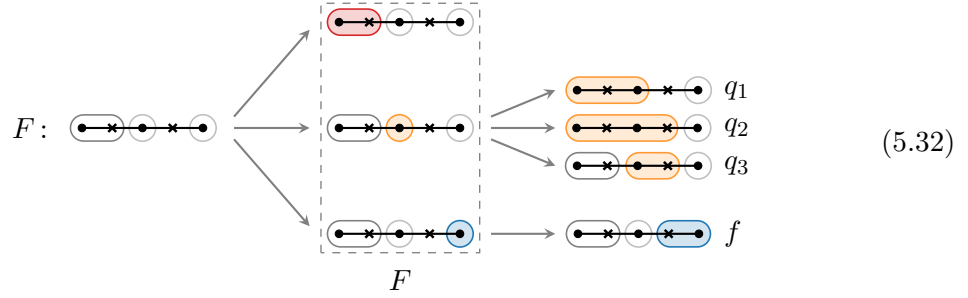 q₁
F : q₂ (5.32)
q₃
f
F